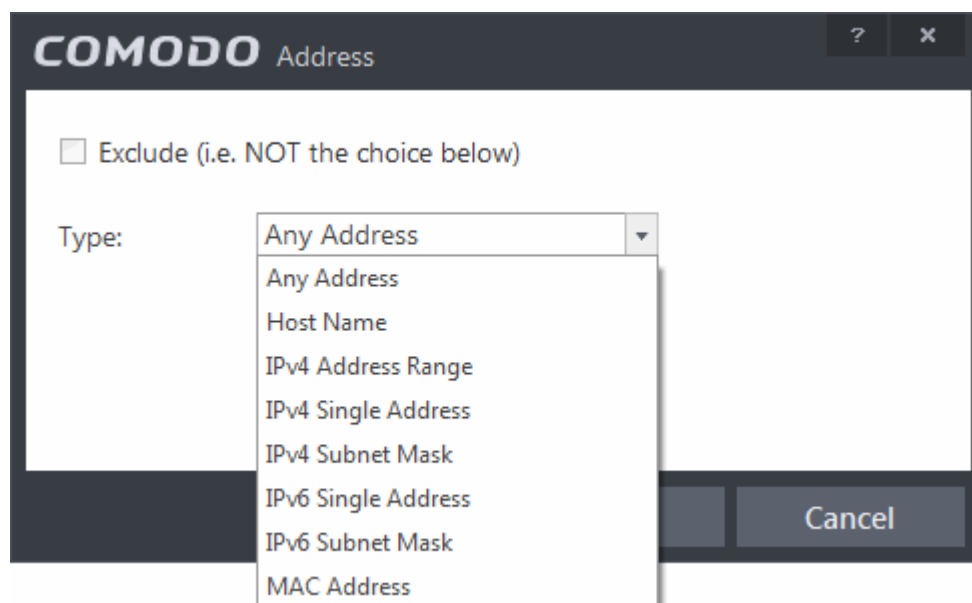 COMODO Address ? ×
Exclude (i.e. NOT the choice below)
Type: Any Address
Any Address
Host Name
IPv4 Address Range
IPv4 Single Address
IPv4 Subnet Mask
IPv6 Single Address
IPv6 Subnet Mask
Cancel
MAC Address